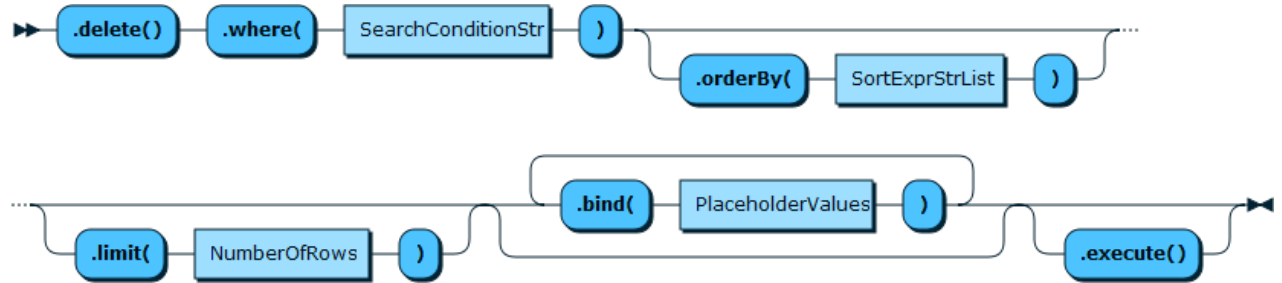 .delete() .where( SearchConditionStr )
.orderBy( SortExprStrList )
.bind( PlaceholderValues )
.limit( NumberOfRows ) .execute()